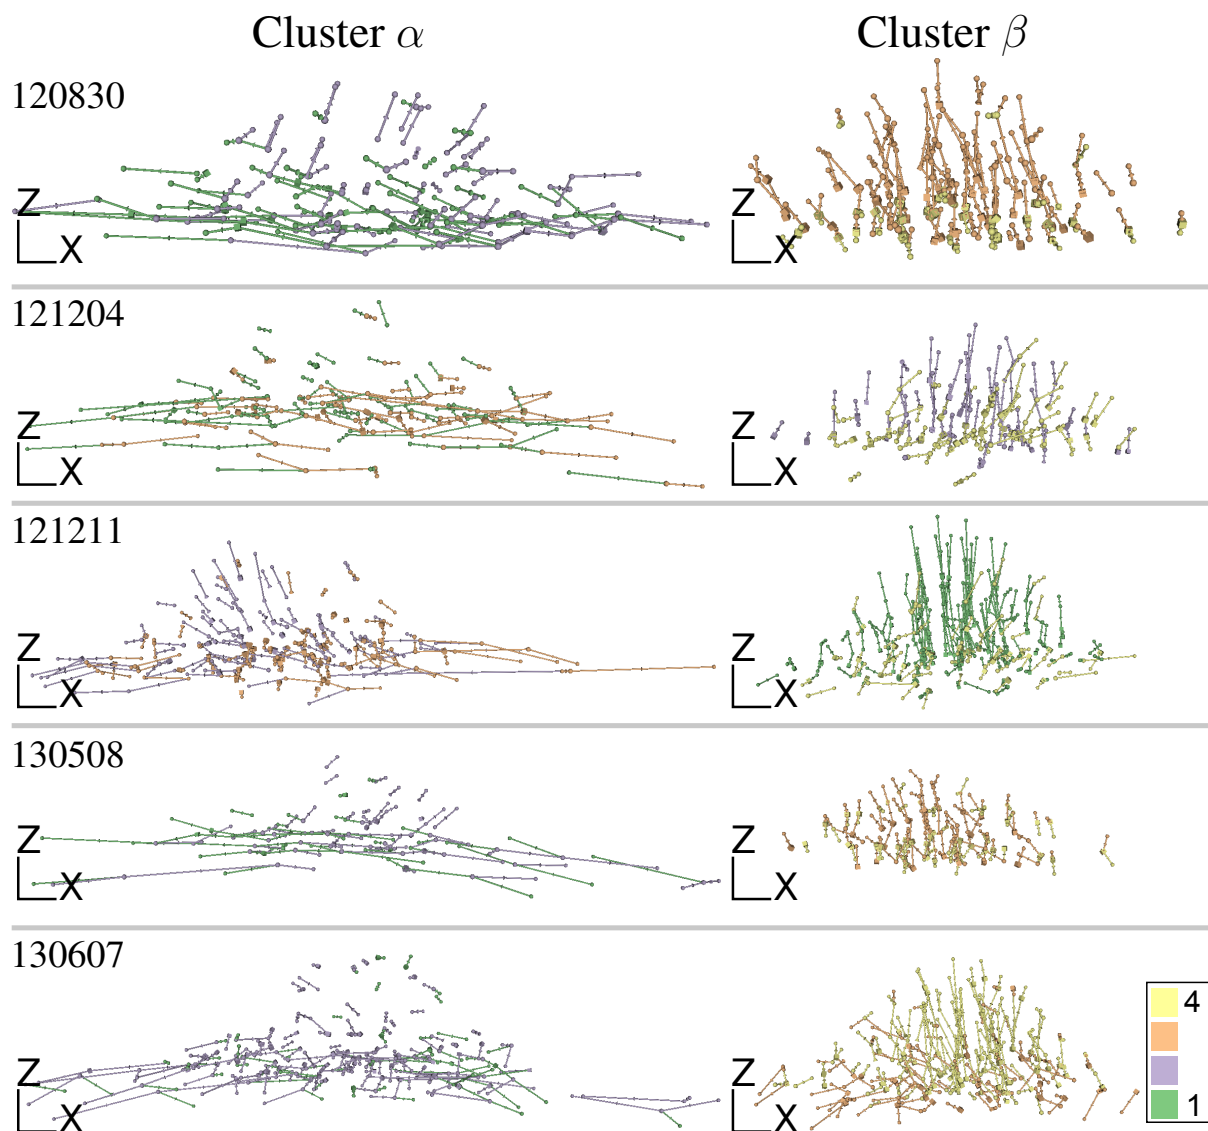 Cluster α Cluster β
120830
Z X Z X
121204
Z X Z X
121211
Z X Z X
130508
Z X Z X
130607
4
1
Z X Z X